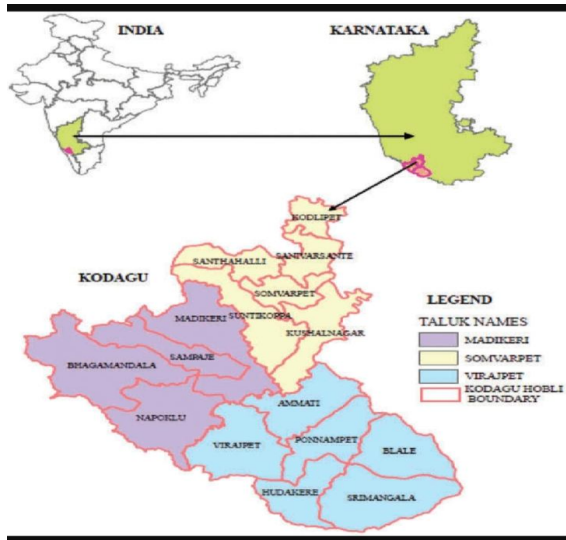 INDIA
KARNATAKA
KODLIPET
SANIVARSANTE
SANTHAHALLI
KODAGU
SOMVARPET
MADIKERI
SUNTIKOPPA
KUSHALNAGAR
SAMPAJE
BHAGAMANDALA
NAPOKLU
AMMATI
VIRAJPET
PONNAMPET
BLALE
HUDAKERE
SRIMANGALA
LEGEND
TALUK NAMES
MADIKERI
SOMVARPET
VIRAJPET
KODAGU HOBLI
BOUNDARY